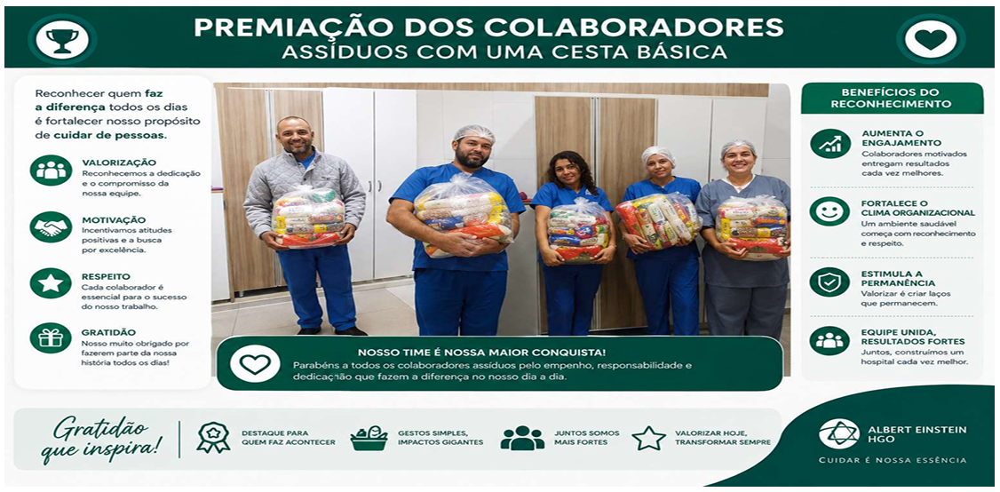 PREMIAÇÃO DOS COLABORADORES
ASSÍDUOS COM UMA CESTA BÁSICA
Reconhecer quem faz
a diferença todos os dias
é fortalecer nosso propósito
de cuidar de pessoas.
VALORIZAÇÃO
Reconhecemos a dedicação
e o compromisso da
nossa equipe.
MOTIVAÇÃO
Incentivamos atitudes
positivas e a busca
por excelência.
RESPEITO
Cada colaborador é
essencial para o sucesso
do nosso trabalho.
GRATIDÃO
Nosso muito obrigado por
fazerem parte da nossa
história todos os dias!
NOSSO TIME É NOSSA MAIOR CONQUISTA!
Parabéns a todos os colaboradores assíduos pelo empenho, responsabilidade e
dedicação que fazem a diferença no nosso dia a dia.
BENEFÍCIOS DO
RECONHECIMENTO
AUMENTA O
ENGAJAMENTO
Colaboradores motivados
entregam resultados
cada vez melhores.
FORTALECE O
CLIMA ORGANIZACIONAL
Um ambiente saudável
começa com reconhecimento
e respeito.
ESTIMULA A
PERMANÊNCIA
Valorizar é criar laços
que permanecem.
EQUIPE UNIDA,
RESULTADOS FORTES
Juntos, construímos um
hospital cada vez melhor.
Gratidão
que inspira!
DESTAQUE PARA
QUEM FAZ ACONTECER
GESTOS SIMPLES,
IMPACTOS GIGANTES
JUNTOS SOMOS
MAIS FORTES
VALORIZAR HOJE,
TRANSFORMAR SEMPRE
ALBERT EINSTEIN
HGO
CUIDAR É NOSSA ESSÊNCIA